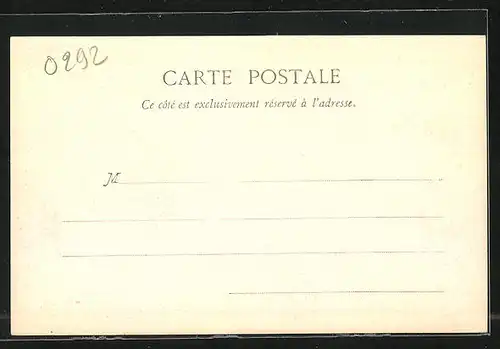 0292
CARTE POSTALE
Ce côté est exclusivement réservé à l'adresse.
M